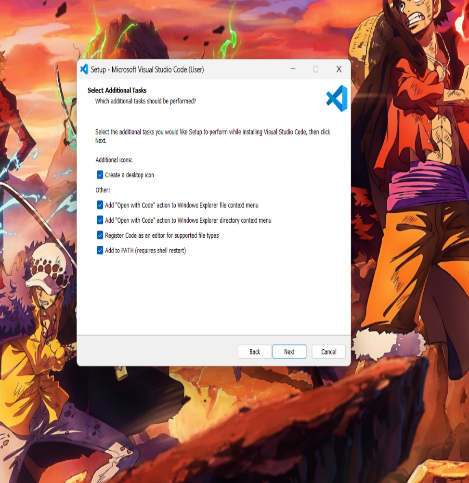 Setup - Microsoft Visual Studio Code (User)
Select Additional Tasks
Which additional tasks should be performed?
Select the additional tasks you would like Setup to perform while installing Visual Studio Code, then click
Next.
Additional icons:
Create a desktop icon
Other:
Add "Open with Code" action to Windows Explorer file context menu
Add "Open with Code" action to Windows Explorer directory context menu
Register Code as an editor for supported file types
Add to PATH (requires shell restart)
Back Next Cancel